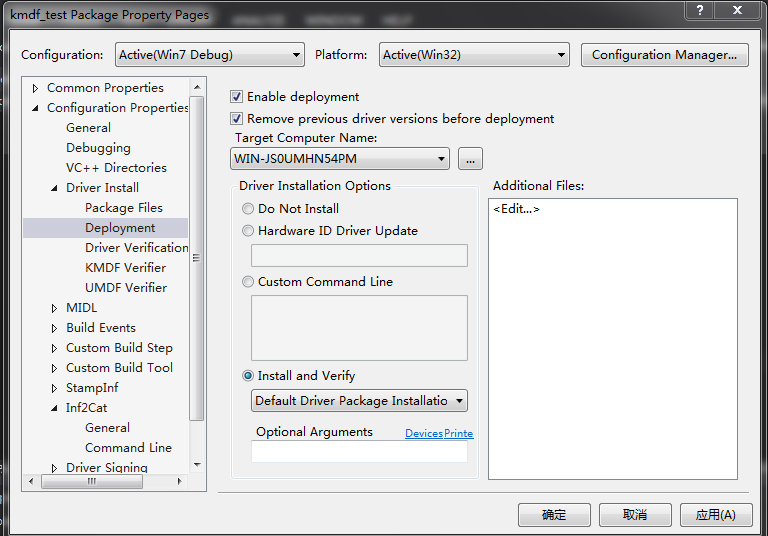 kmdf_test Package Property Pages
Configuration: Active(Win7 Debug) Platform: Active(Win32) Configuration Manager...
Common Properties
Configuration Properties
General
Debugging
VC++ Directories
Driver Install
Package Files
Deployment
Driver Verification
KMDF Verifier
UMDF Verifier
MIDL
Build Events
Custom Build Step
Custom Build Tool
StampInf
Inf2Cat
General
Command Line
Driver Signing
Enable deployment
Remove previous driver versions before deployment
Target Computer Name:
WIN-JS0UMHN54PM ...
Driver Installation Options
Do Not Install
Hardware ID Driver Update
Custom Command Line
Install and Verify
Default Driver Package Installatio
Optional Arguments Devices Printe
Additional Files:
<Edit...>
确定 取消 应用(A)